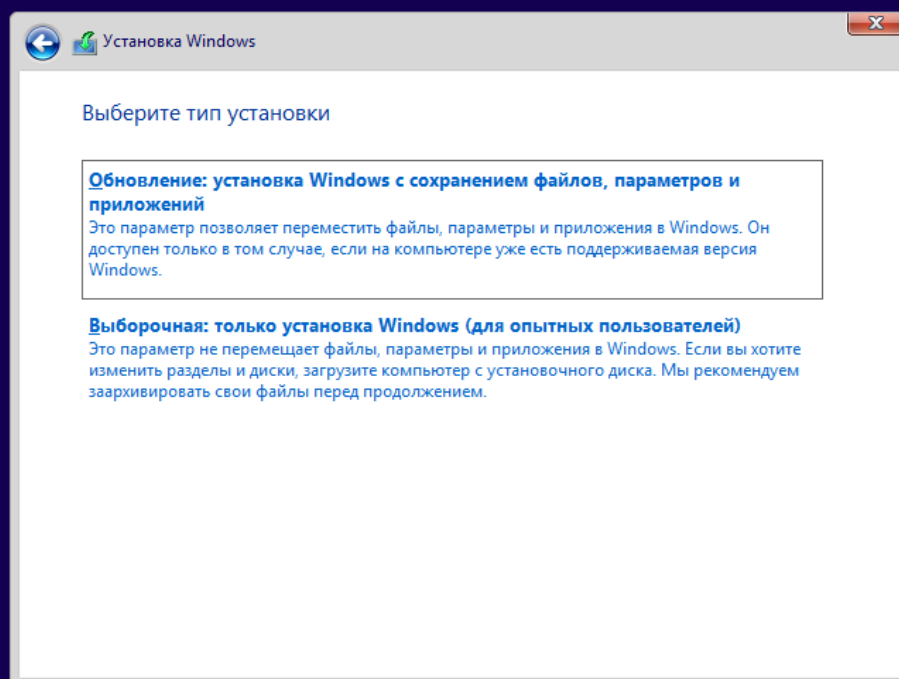 Установка Windows
Выберите тип установки
Обновление: установка Windows с сохранением файлов, параметров и
приложений
Это параметр позволяет переместить файлы, параметры и приложения в Windows. Он
доступен только в том случае, если на компьютере уже есть поддерживаемая версия
Windows.
Выборочная: только установка Windows (для опытных пользователей)
Это параметр не перемещает файлы, параметры и приложения в Windows. Если вы хотите
изменить разделы и диски, загрузите компьютер с установочного диска. Мы рекомендуем
заархивировать свои файлы перед продолжением.